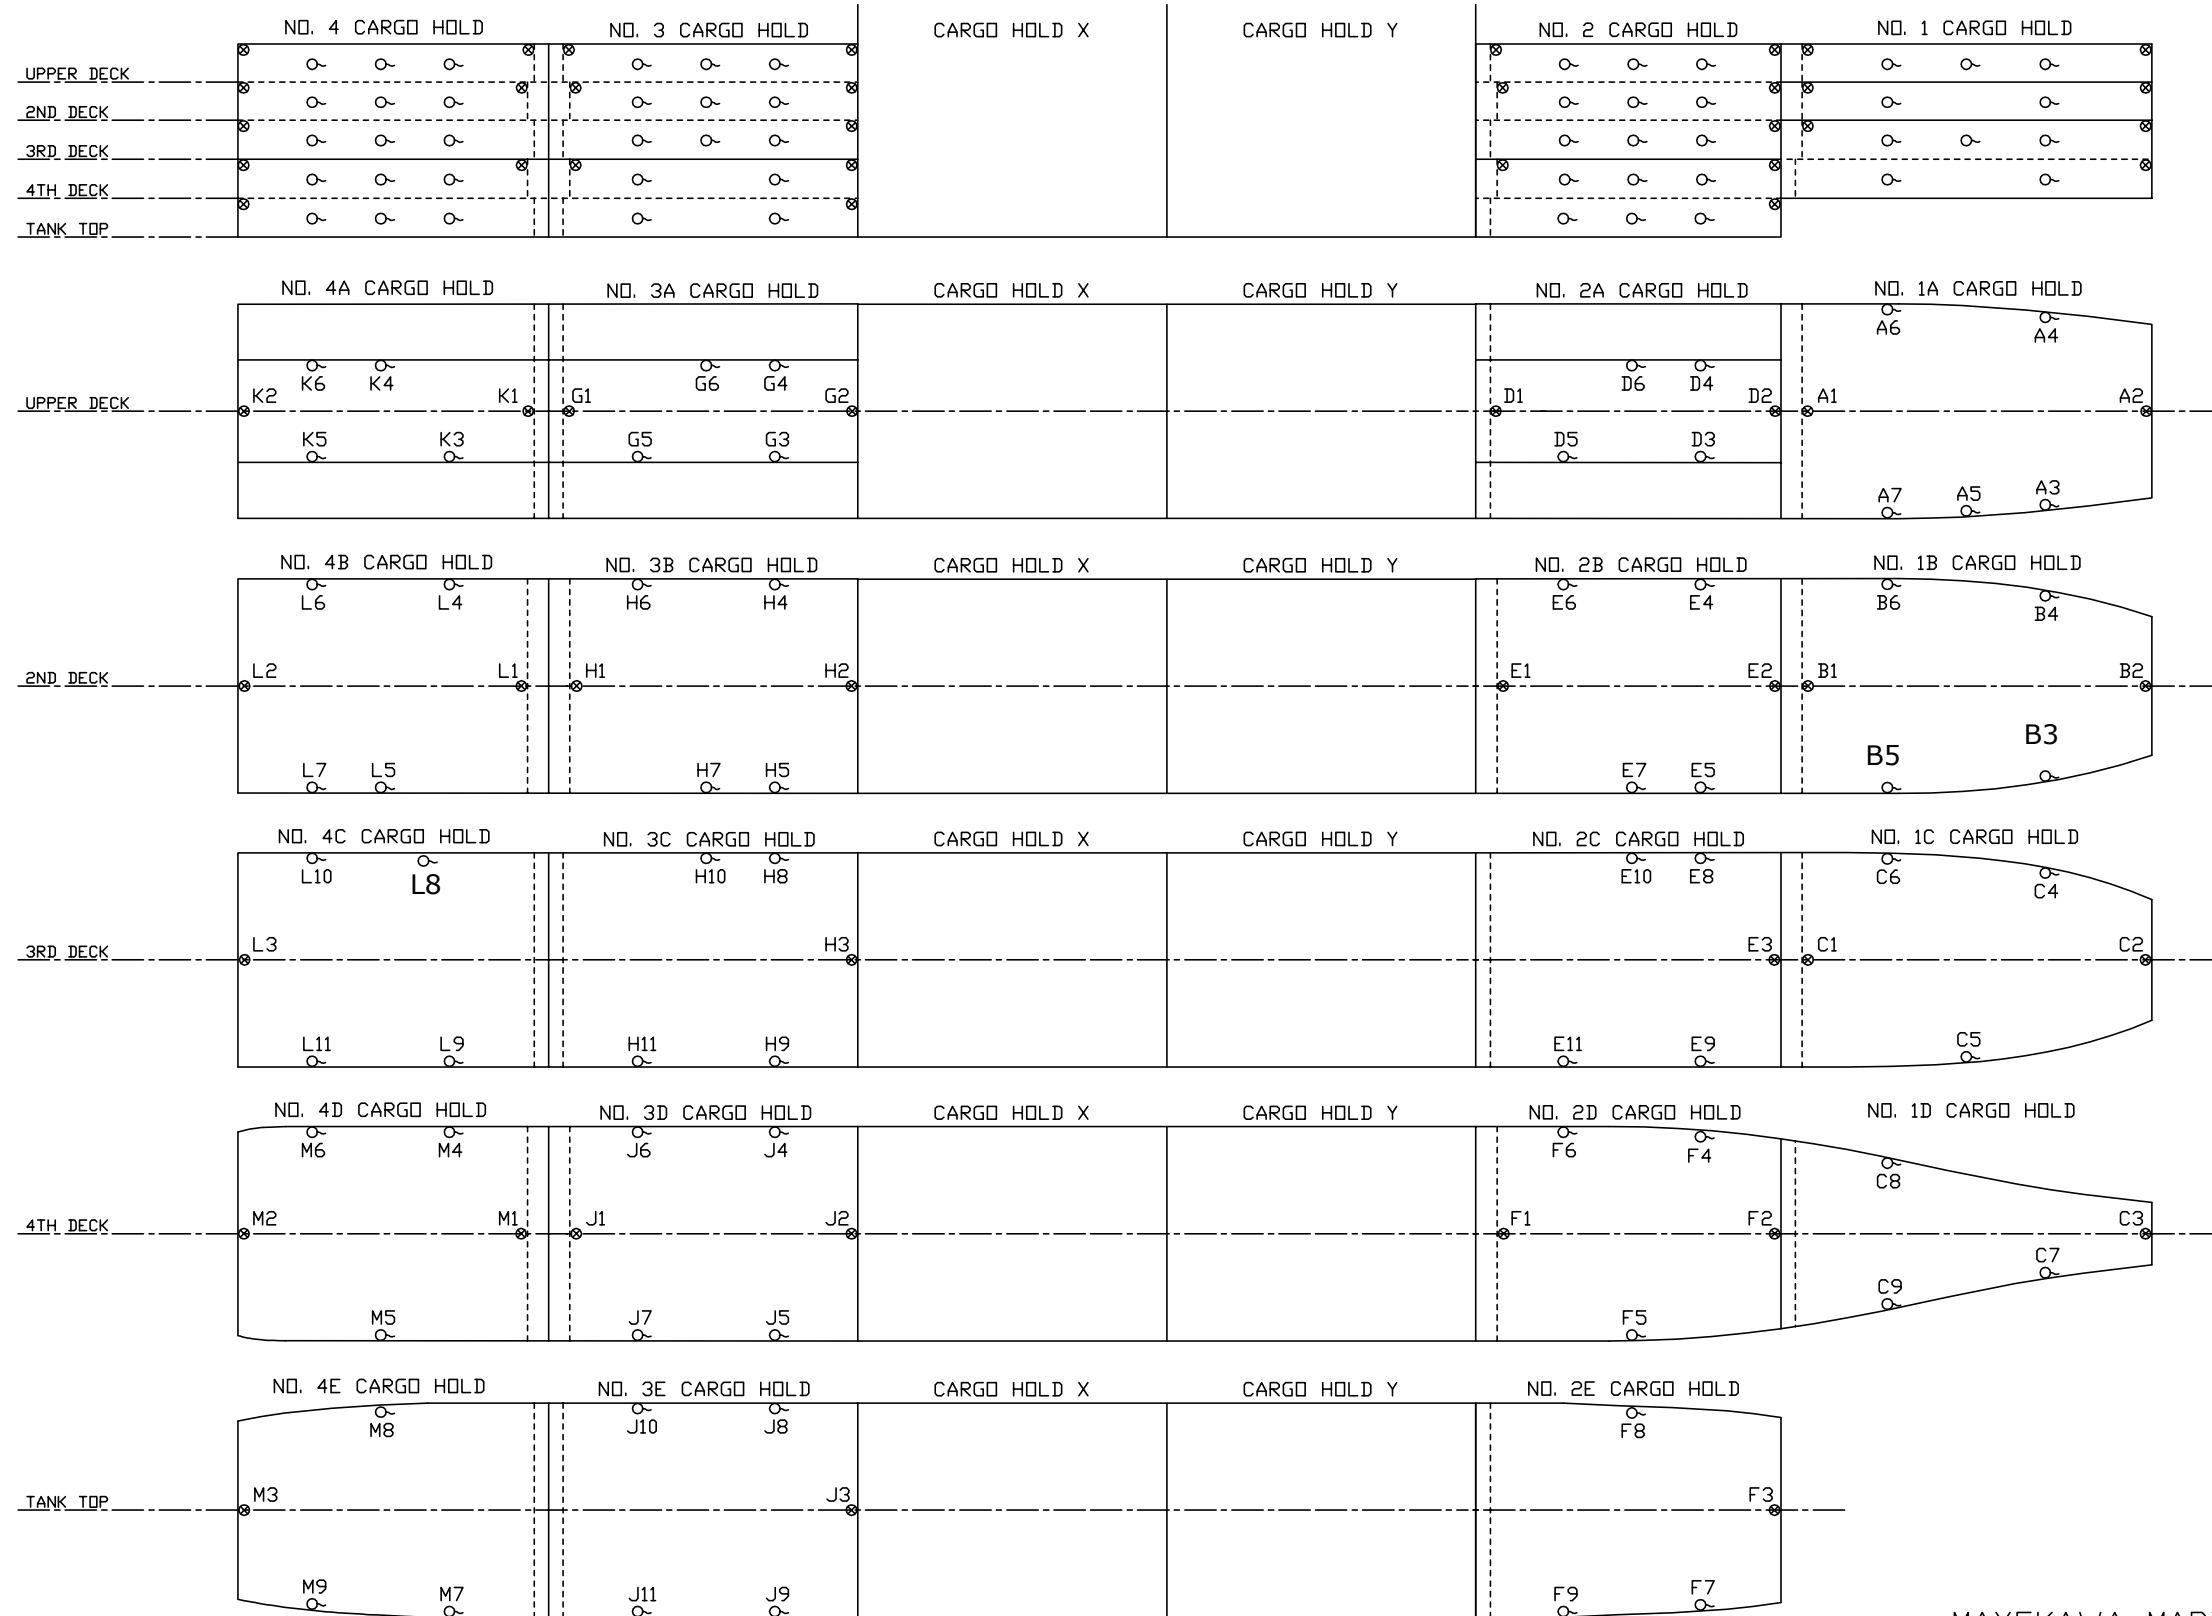 NO. 4 CARGO HOLD NO. 3 CARGO HOLD CARGO HOLD X CARGO HOLD Y NO. 2 CARGO HOLD NO. 1 CARGO HOLD
UPPER DECK
2ND DECK
3RD DECK
4TH DECK
TANK TOP
NO. 4A CARGO HOLD NO. 3A CARGO HOLD CARGO HOLD X CARGO HOLD Y NO. 2A CARGO HOLD NO. 1A CARGO HOLD
A6 A4
K6 K4 G6 G4 D6 D4
UPPER DECK K2 K1 G1 G2 D1 D2 A1 A2
K5 K3 G5 G3 D5 D3
A7 A5 A3
NO. 4B CARGO HOLD NO. 3B CARGO HOLD CARGO HOLD X CARGO HOLD Y NO. 2B CARGO HOLD NO. 1B CARGO HOLD
L6 L4 H6 H4 E6 E4 B6 B4
2ND DECK L2 L1 H1 H2 E1 E2 B1 B2
B5 B3
L7 L5 H7 H5 E7 E5
NO. 4C CARGO HOLD NO. 3C CARGO HOLD CARGO HOLD X CARGO HOLD Y NO. 2C CARGO HOLD NO. 1C CARGO HOLD
L10 L8 H10 H8 E10 E8 C6 C4
3RD DECK L3 H3 E3 C1 C2
L11 L9 H11 H9 E11 E9 C5
NO. 4D CARGO HOLD NO. 3D CARGO HOLD CARGO HOLD X CARGO HOLD Y NO. 2D CARGO HOLD NO. 1D CARGO HOLD
M6 M4 J6 J4 F6 F4 C8
4TH DECK M2 M1 J1 J2 F1 F2 C3
C9 C7
M5 J7 J5 F5
NO. 4E CARGO HOLD NO. 3E CARGO HOLD CARGO HOLD X CARGO HOLD Y NO. 2E CARGO HOLD
M8 J10 J8 F8
TANK TOP M3 J3 F3
M9 M7 J11 J9 F9 F7